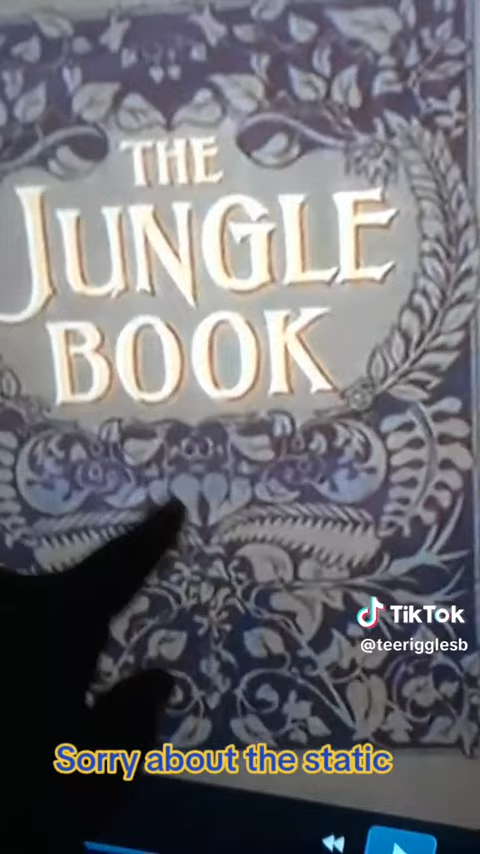 THE
JUNGLE
BOOK
TikTok
@teerigglesb
Sorry about the static